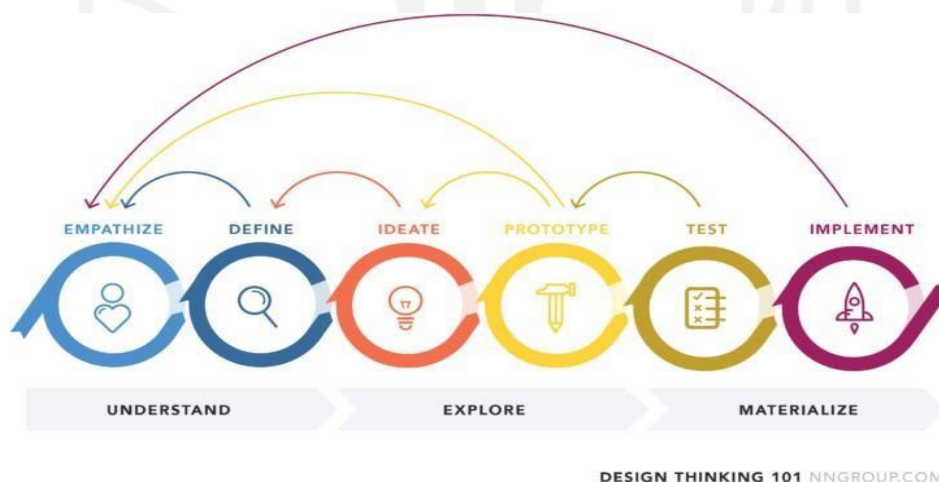 EMPATHIZE DEFINE IDEATE PROTOTYPE TEST IMPLEMENT
UNDERSTAND EXPLORE MATERIALIZE
DESIGN THINKING 101 NNGROUP.COM